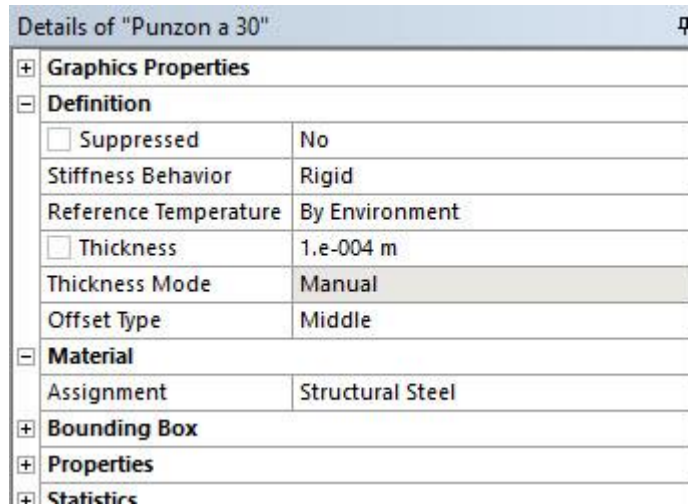 Details of "Punzon a 30"
Graphics Properties
Definition
Suppressed No
Stiffness Behavior Rigid
Reference Temperature By Environment
Thickness 1.e-004 m
Thickness Mode Manual
Offset Type Middle
Material
Assignment Structural Steel
Bounding Box
Properties
Statistics